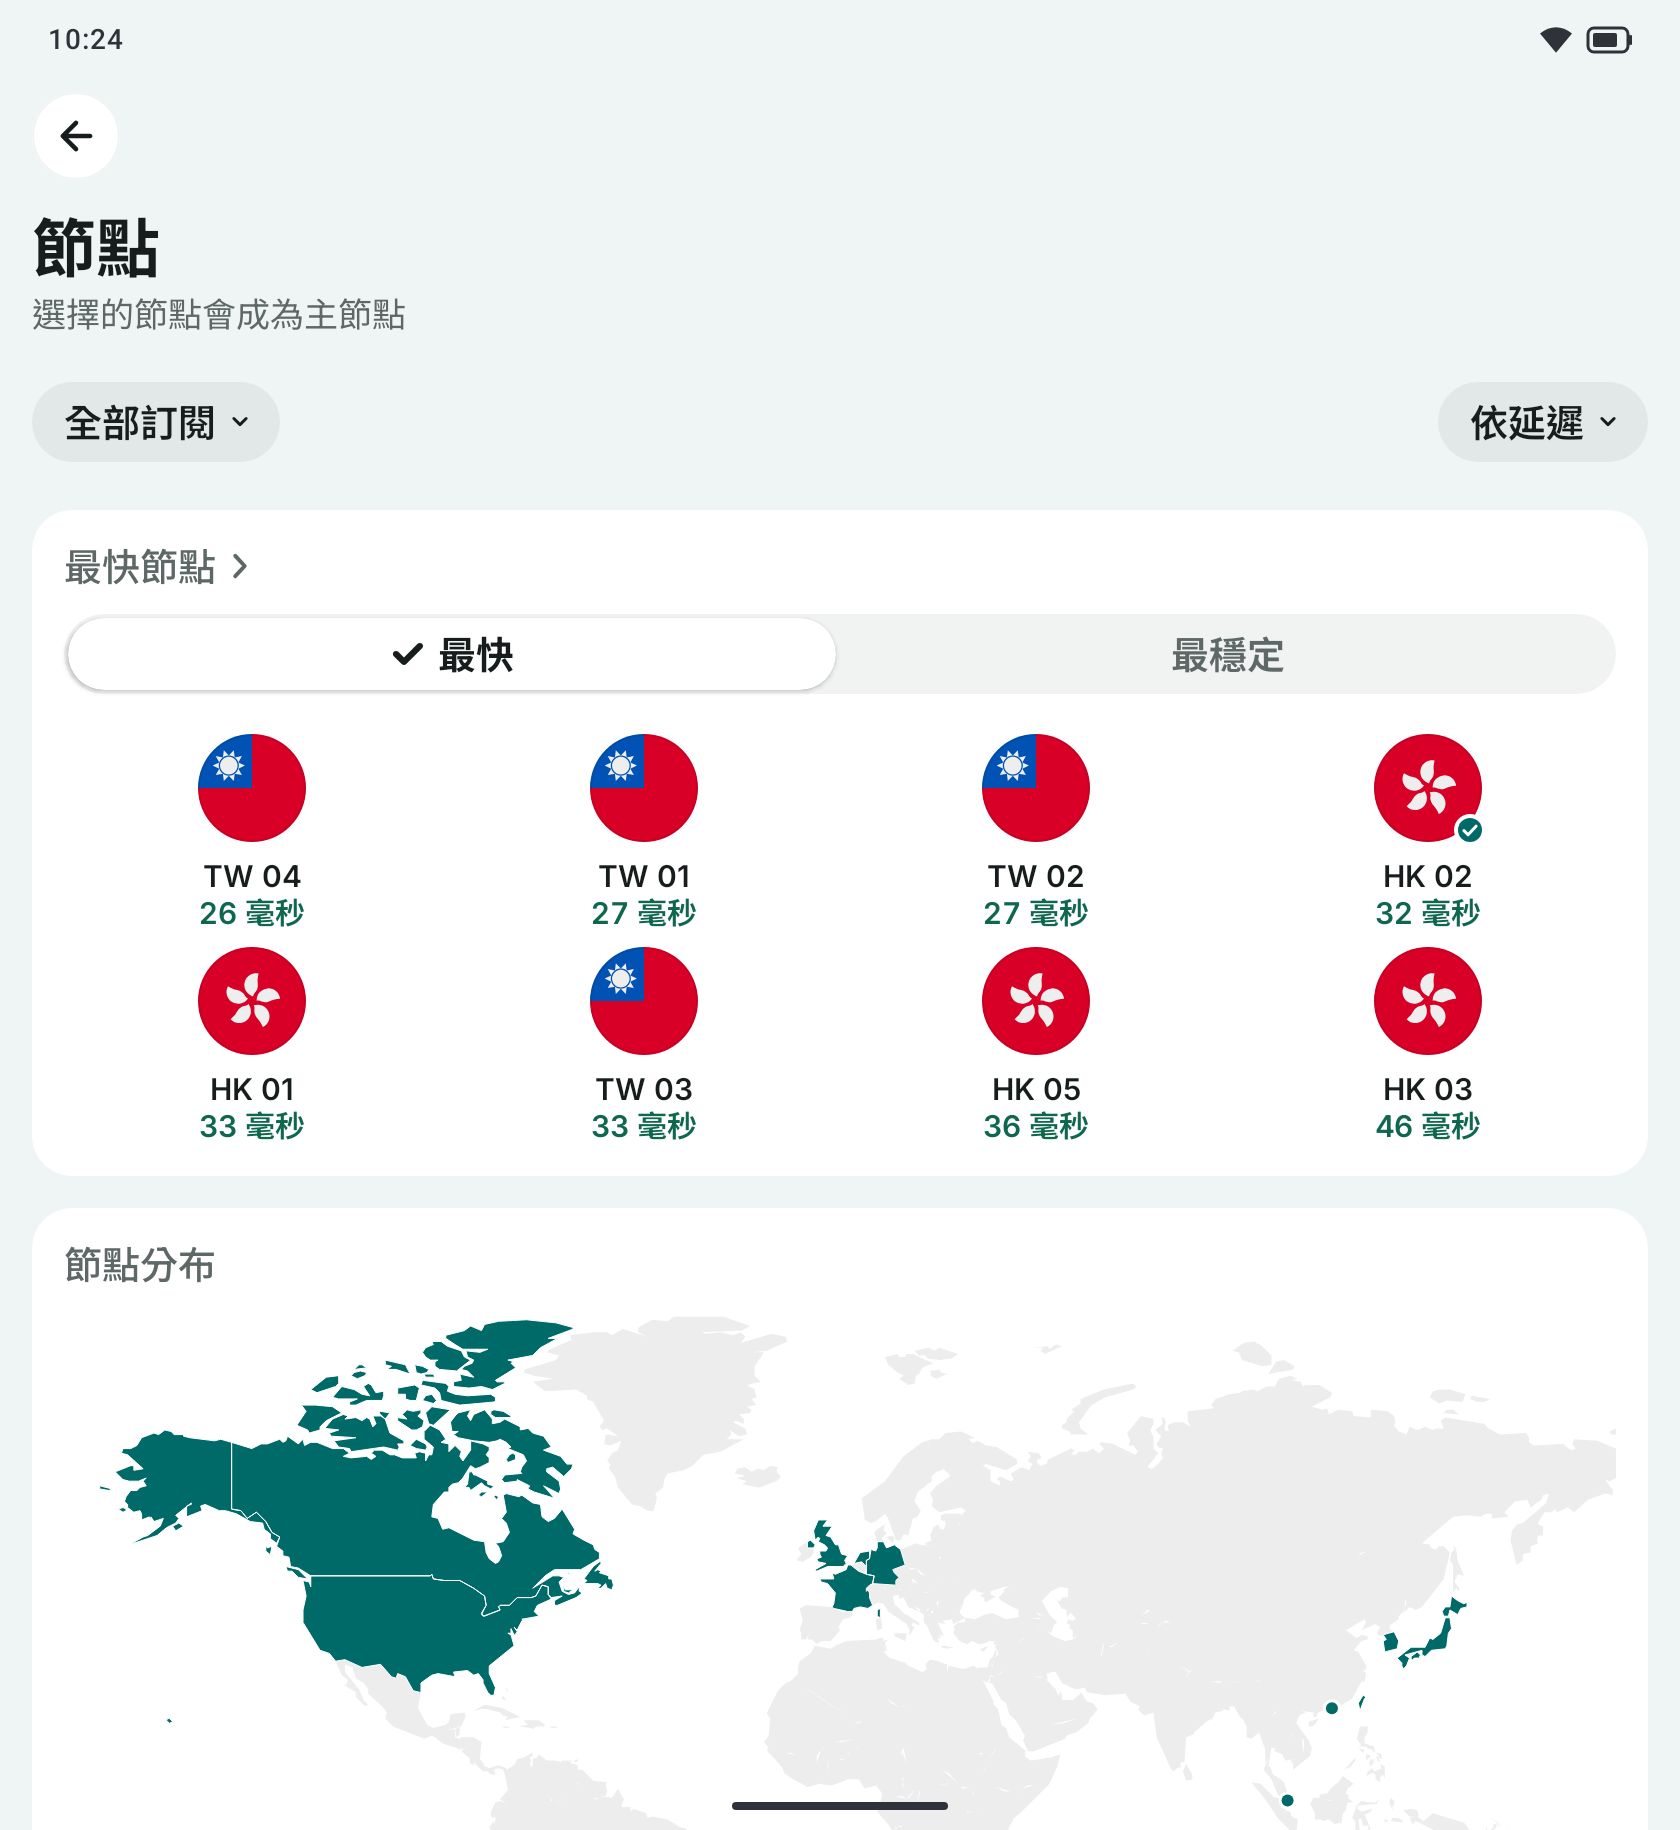 10:24
節點
選擇的節點會成為主節點
全部訂閱
依延遲
最快節點
最快
最穩定
TW 04
26 毫秒
TW 01
27 毫秒
TW 02
27 毫秒
HK 02
32 毫秒
HK 01
33 毫秒
TW 03
33 毫秒
HK 05
36 毫秒
HK 03
46 毫秒
節點分布